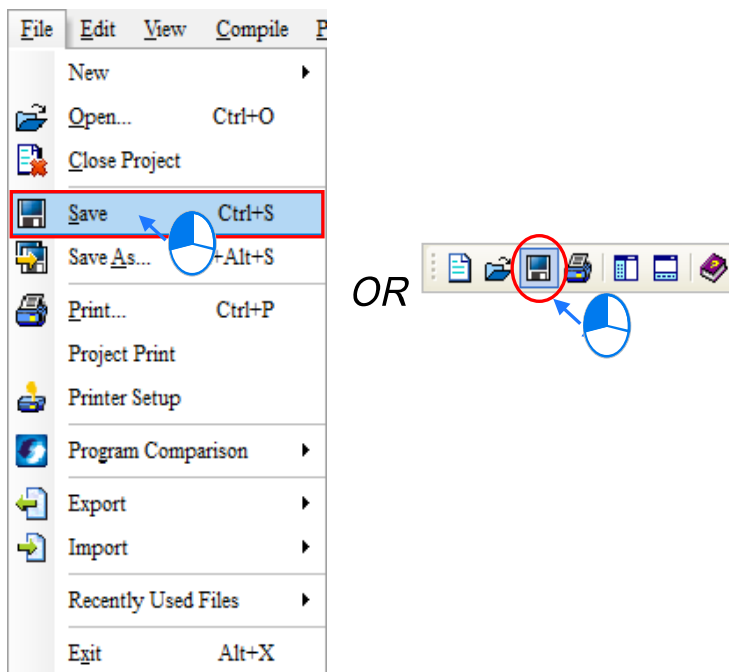 File Edit View Compile P
New
Open... Ctrl+O
Close Project
Save Ctrl+S
Save As... +Alt+S
Print... Ctrl+P
Project Print
Printer Setup
Program Comparison
Export
Import
Recently Used Files
Exit Alt+X
OR